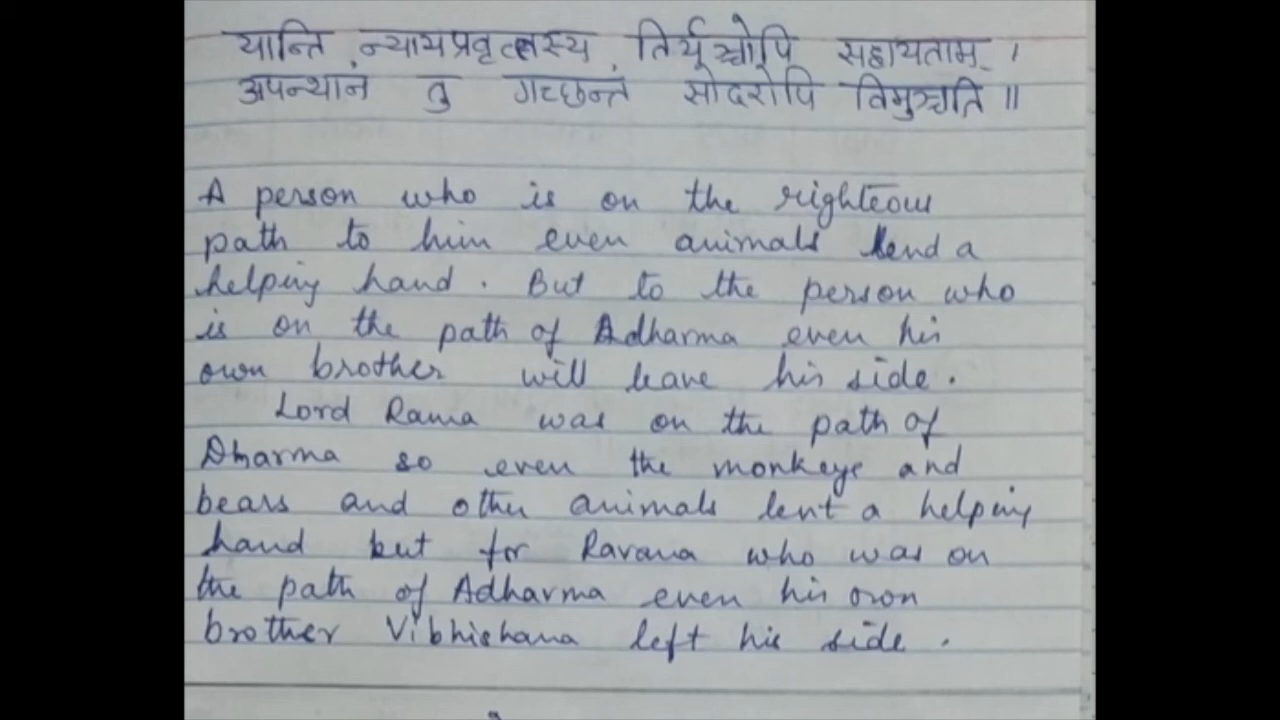 यान्ति न्यायप्रवृत्तस्य तिर्यञ्चोपि सहायताम् ।
अपन्थानं तु गच्छन्तं सोदरोपि विमुञ्चति ॥
A person who is on the righteous
path to him even animals lend a
helping hand. But to the person who
is on the path of Adharma even his
own brother will leave his side.
Lord Rama was on the path of
Dharma so even the monkeys and
bears and other animals lent a helping
hand but for Ravana who was on
the path of Adharma even his own
brother Vibhishana left his side.